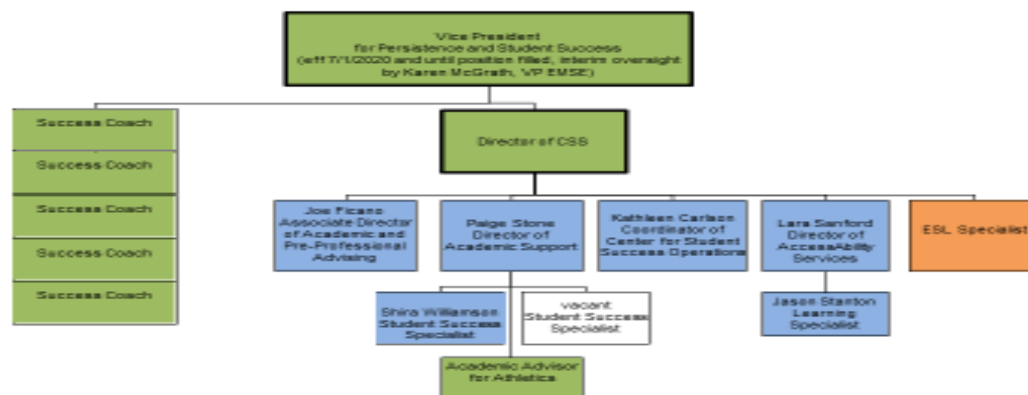 Vice President
for Persistence and Student Success
(eff 7/1/2020 and until position filled, interim oversight
by Karen McGrath, VP EMSE)
Success Coach
Success Coach
Success Coach
Success Coach
Success Coach
Director of CSS
Joe Ficano
Associate Director
of Academic and
Pre-Professional
Advising
Paige Stone
Director of
Academic Support
Kathleen Carlson
Coordinator of
Center for Student
Success Operations
Lara Sanford
Director of
AccessAbility
Services
ESL Specialist
Shira Williamson
Student Success
Specialist
vacant
Student Success
Specialist
Jason Stanton
Learning
Specialist
Academic Advisor
for Athletics